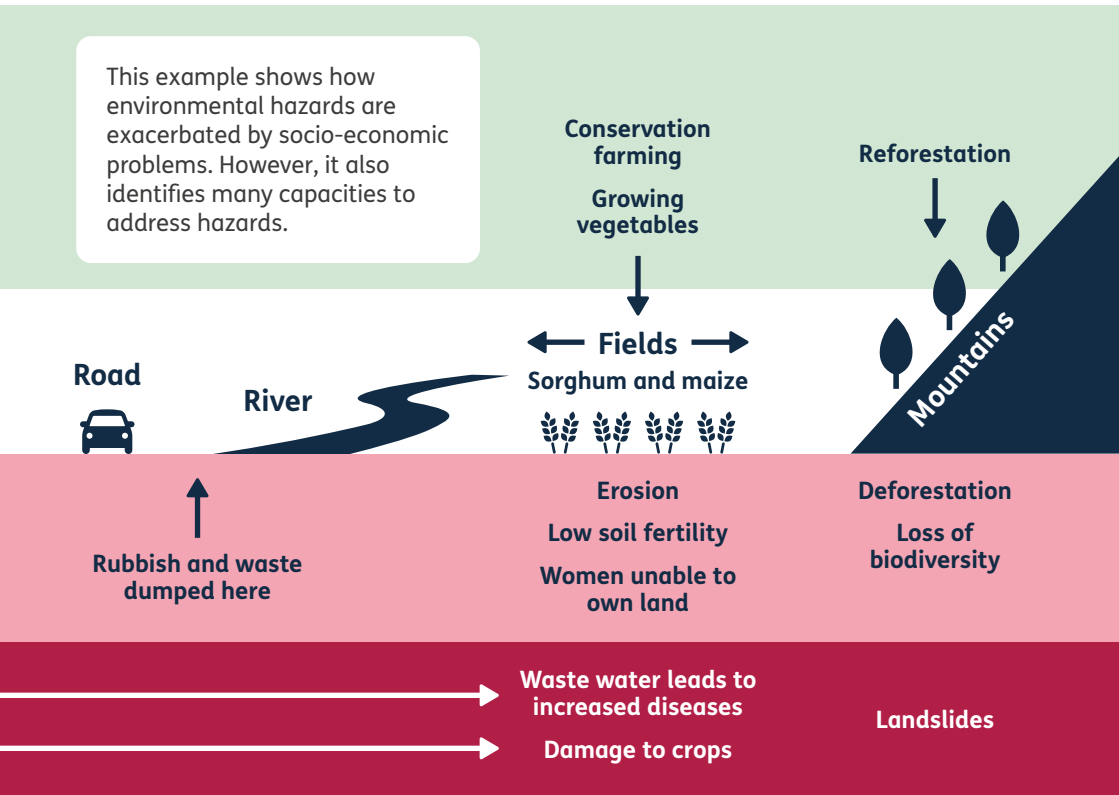 This example shows how
environmental hazards are
exacerbated by socio-economic
problems. However, it also
identifies many capacities to
address hazards.
Conservation
farming
Growing
vegetables
Reforestation
Road
River
Fields
Sorghum and maize
Mountains
Rubbish and waste
dumped here
Erosion
Low soil fertility
Women unable to
own land
Deforestation
Loss of
biodiversity
Waste water leads to
increased diseases
Damage to crops
Landslides